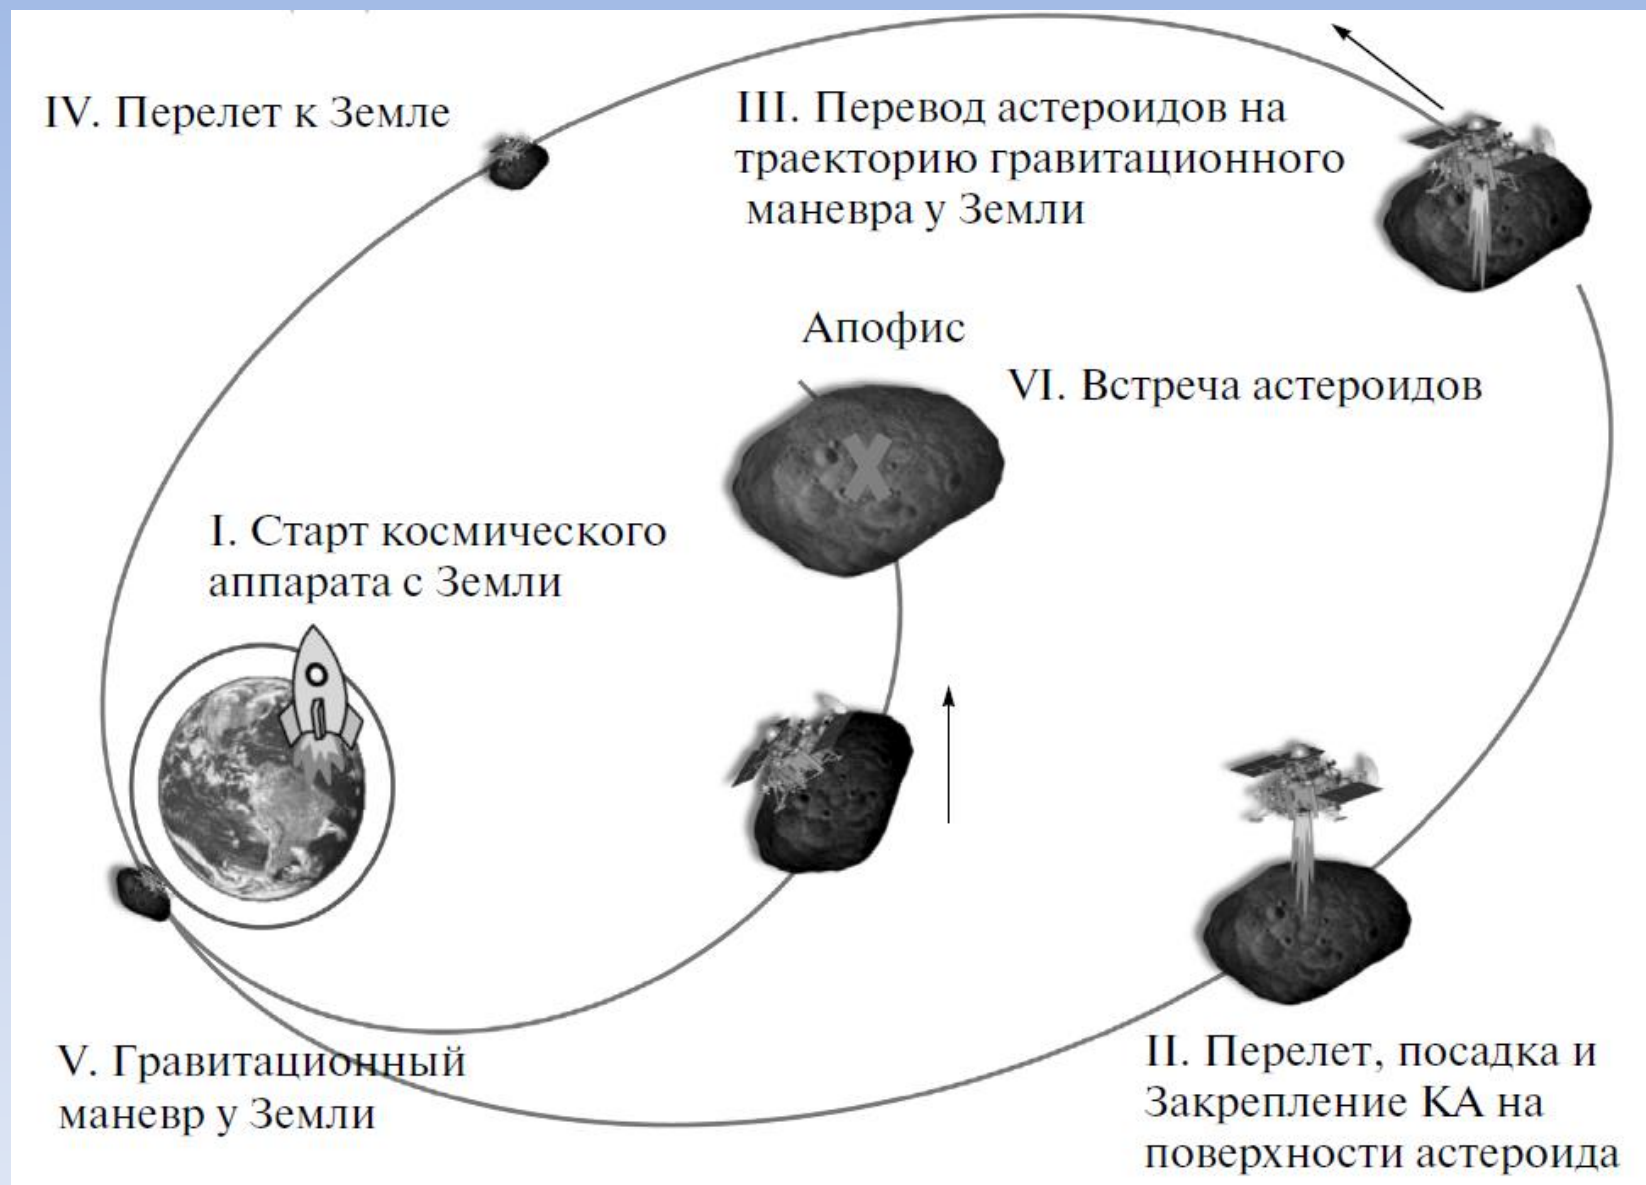 IV. Перелет к Земле
III. Перевод астероидов на
траекторию гравитационного
маневра у Земли
Апофис
VI. Встреча астероидов
I. Старт космического
аппарата с Земли
V. Гравитационный
маневр у Земли
II. Перелет, посадка и
Закрепление КА на
поверхности астероида